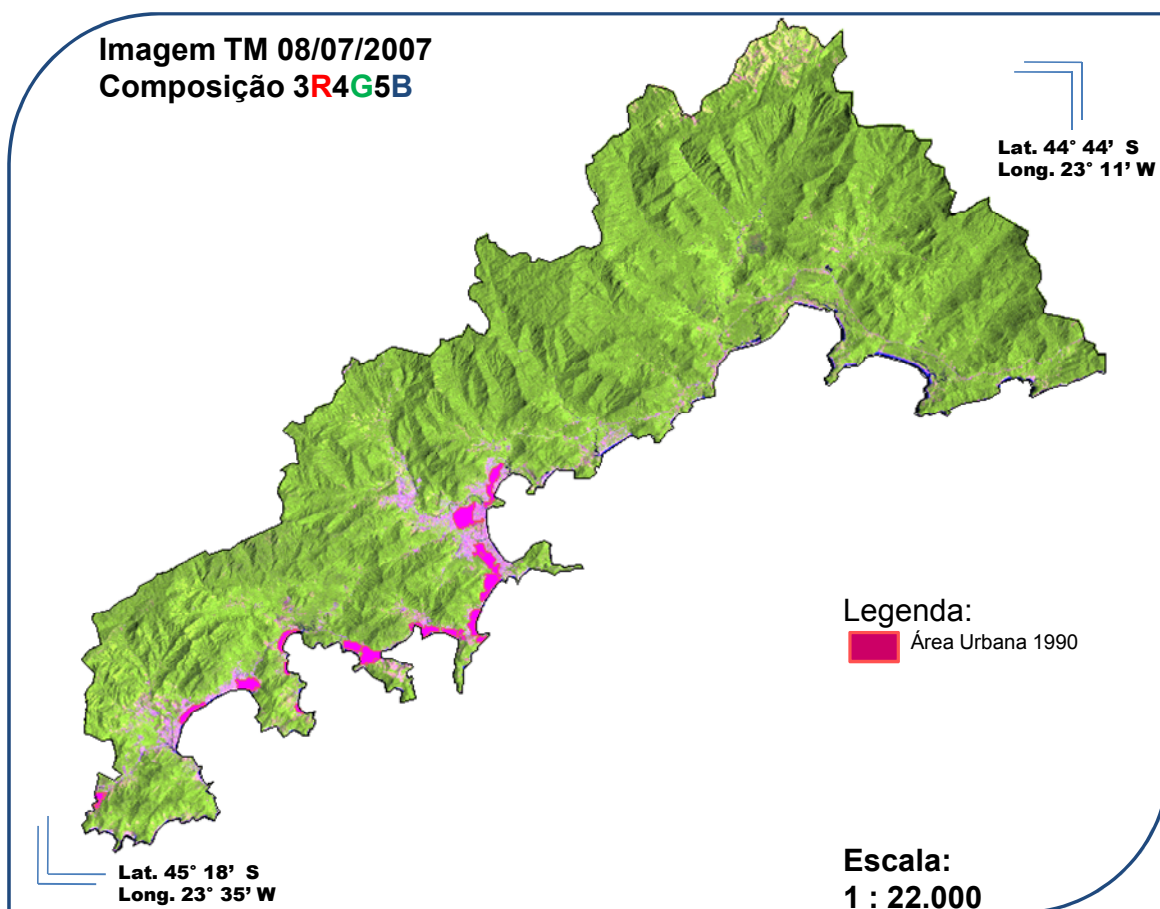 Imagem TM 08/07/2007
Composição 3R4G5B
Lat. 44° 44’ S
Long. 23° 11’ W
Legenda:
Área Urbana 1990
Lat. 45° 18’ S
Long. 23° 35’ W
Escala:
1 : 22.000